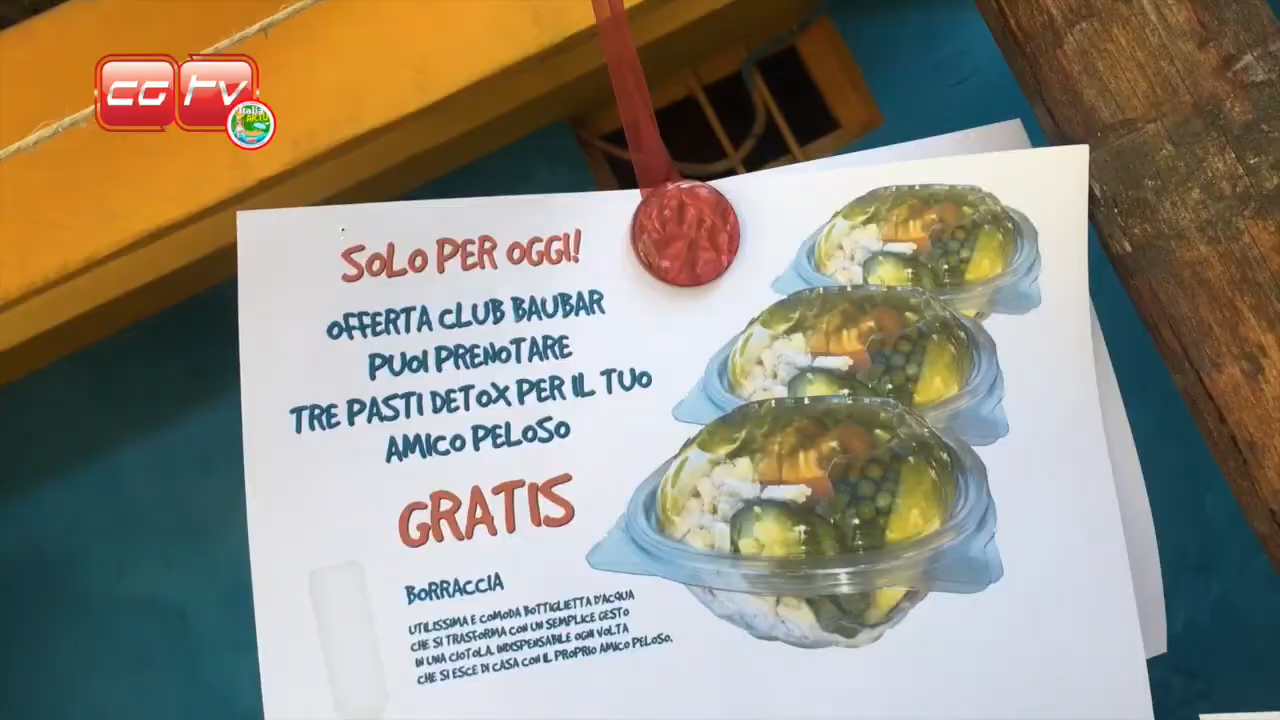 CG TV
SOLO PER OGGI!
OFFERTA CLUB BAUBAR
PUOI PRENOTARE
TRE PASTI DETOX PER IL TUO
AMICO PELOSO
GRATIS
BORRACCIA
UTILISSIMA E COMODA BOTTIGLIETTA D'ACQUA
CHE SI TRASFORMA CON UN SEMPLICE GESTO
IN UNA CIOTOLA. INDISPENSABILE OGNI VOLTA
CHE SI ESCE DI CASA CON IL PROPRIO AMICO PELOSO.